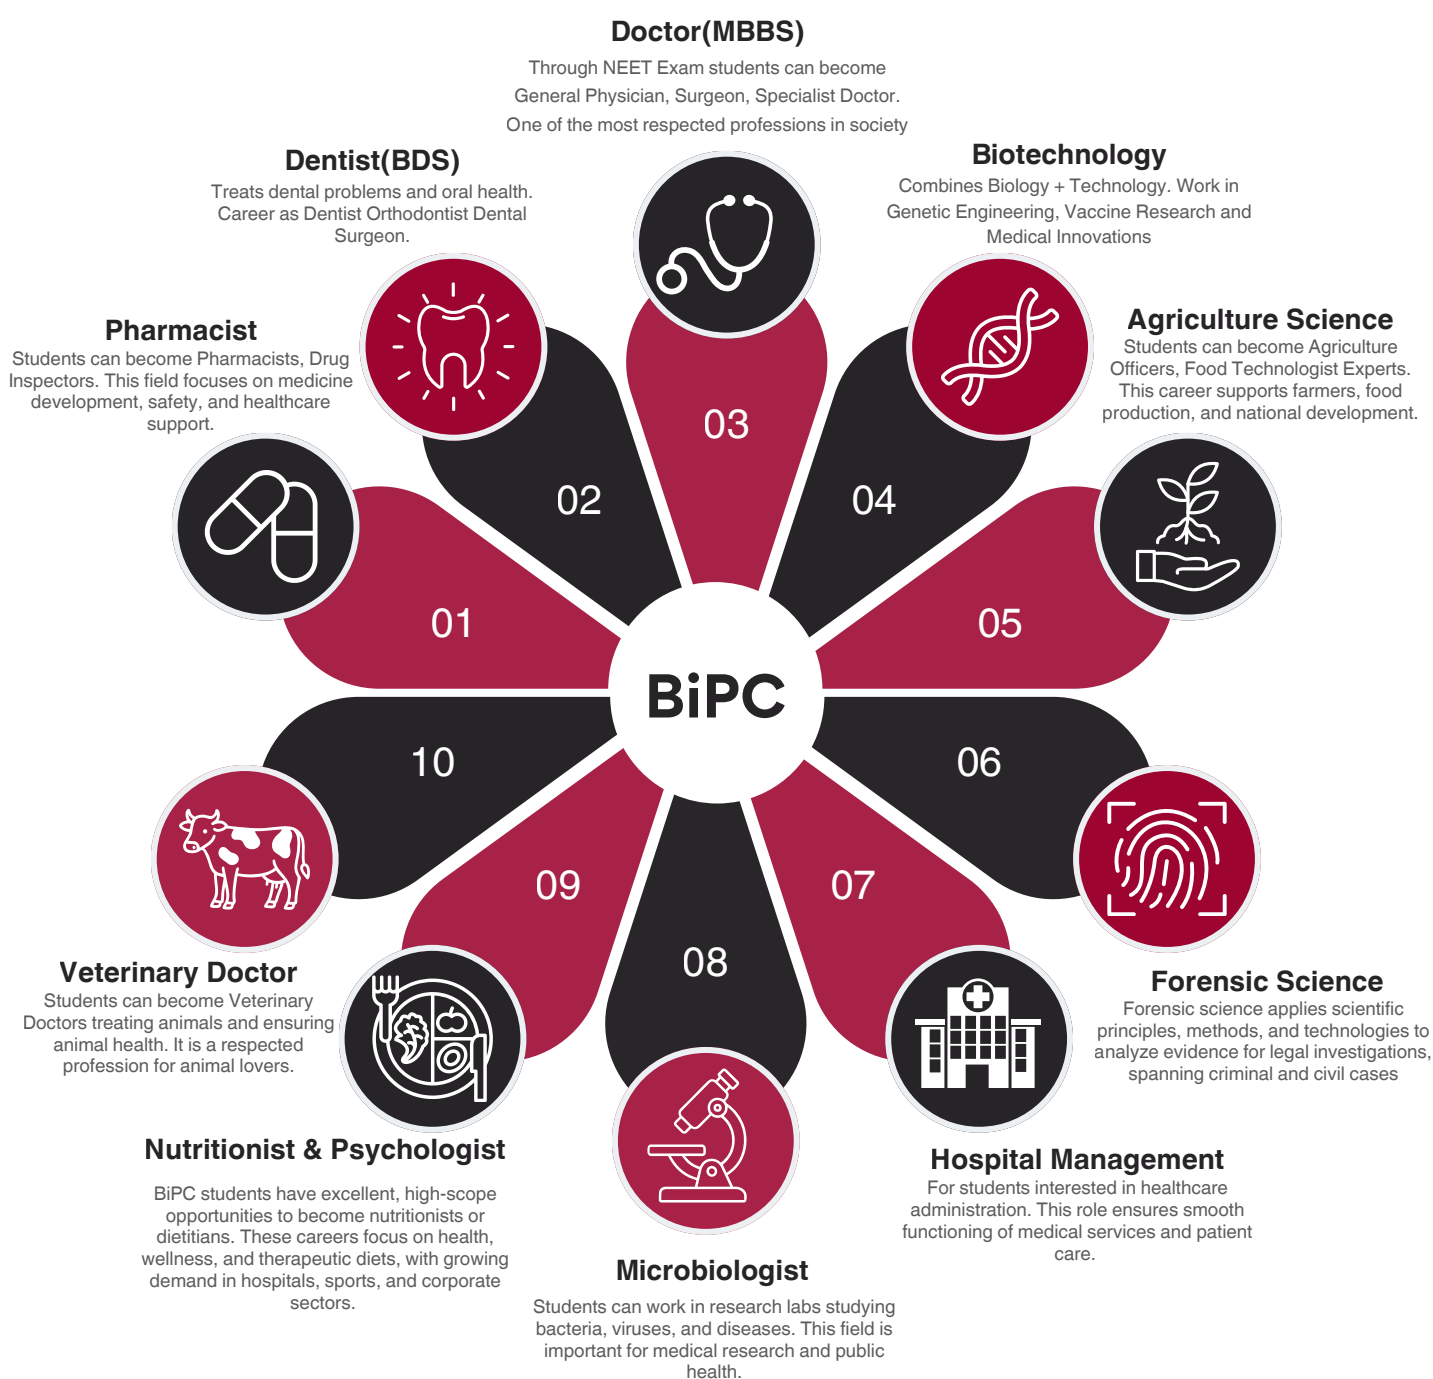 Doctor(MBBS)
Through NEET Exam students can become
General Physician, Surgeon, Specialist Doctor.
One of the most respected professions in society
Dentist(BDS)
Treats dental problems and oral health.
Career as Dentist Orthodontist Dental
Surgeon.
Biotechnology
Combines Biology + Technology. Work in
Genetic Engineering, Vaccine Research and
Medical Innovations
Pharmacist
Students can become Pharmacists, Drug
Inspectors. This field focuses on medicine
development, safety, and healthcare
support.
Agriculture Science
Students can become Agriculture
Officers, Food Technologist Experts.
This career supports farmers, food
production, and national development.
03
02
04
01
05
BiPC
10
06
09
07
08
Veterinary Doctor
Students can become Veterinary
Doctors treating animals and ensuring
animal health. It is a respected
profession for animal lovers.
Forensic Science
Forensic science applies scientific
principles, methods, and technologies to
analyze evidence for legal investigations,
spanning criminal and civil cases
Nutritionist & Psychologist
BiPC students have excellent, high-scope
opportunities to become nutritionists or
dietitians. These careers focus on health,
wellness, and therapeutic diets, with growing
demand in hospitals, sports, and corporate
sectors.
Hospital Management
For students interested in healthcare
administration. This role ensures smooth
functioning of medical services and patient
care.
Microbiologist
Students can work in research labs studying
bacteria, viruses, and diseases. This field is
important for medical research and public
health.